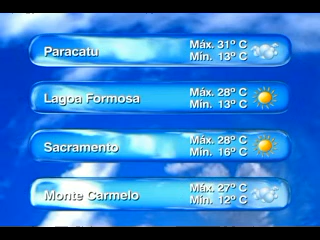 Paracatu
Máx. 31º C
Mín. 13º C
Lagoa Formosa
Máx. 28º C
Mín. 13º C
Sacramento
Máx. 28º C
Mín. 16º C
Monte Carmelo
Máx. 27º C
Mín. 12º C